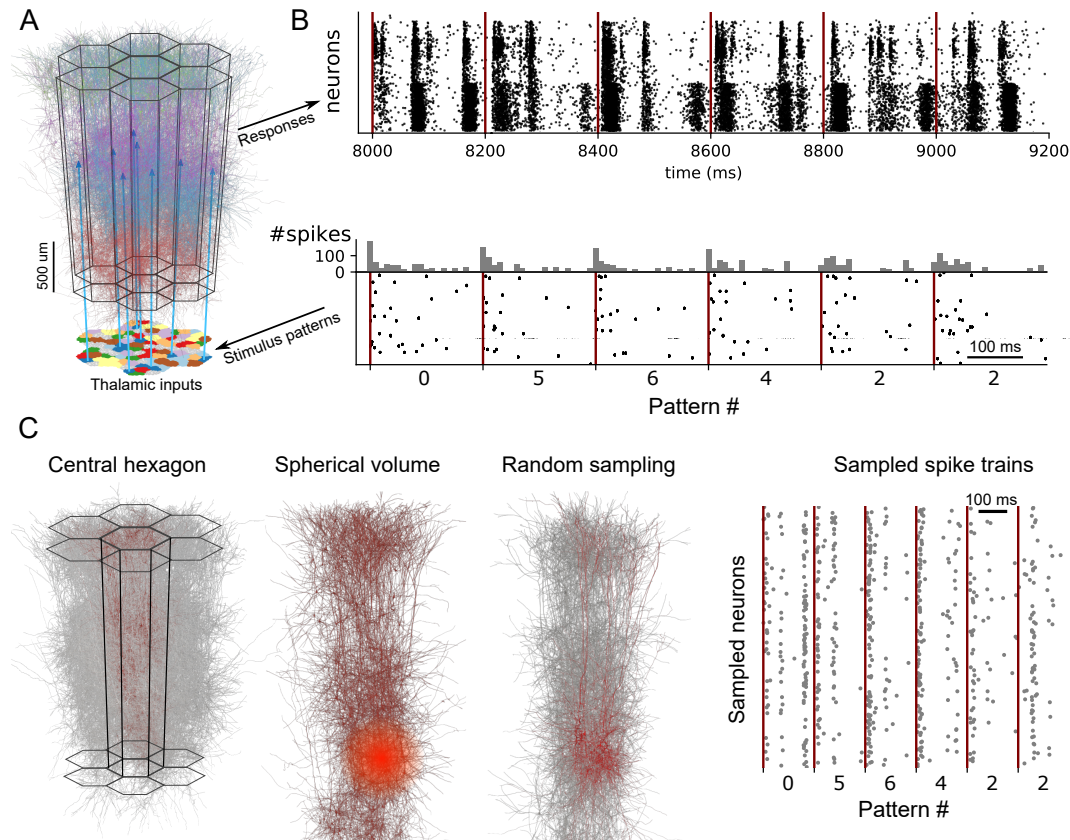 A
B
neurons
Responses
8000 8200 8400 8600 8800 9000 9200
time (ms)
500 um
#spikes
100
0
Stimulus patterns
Thalamic inputs
100 ms
0 5 6 4 2 2
Pattern #
C
Central hexagon
Spherical volume
Random sampling
Sampled spike trains
100 ms
Sampled neurons
0 5 6 4 2 2
Pattern #